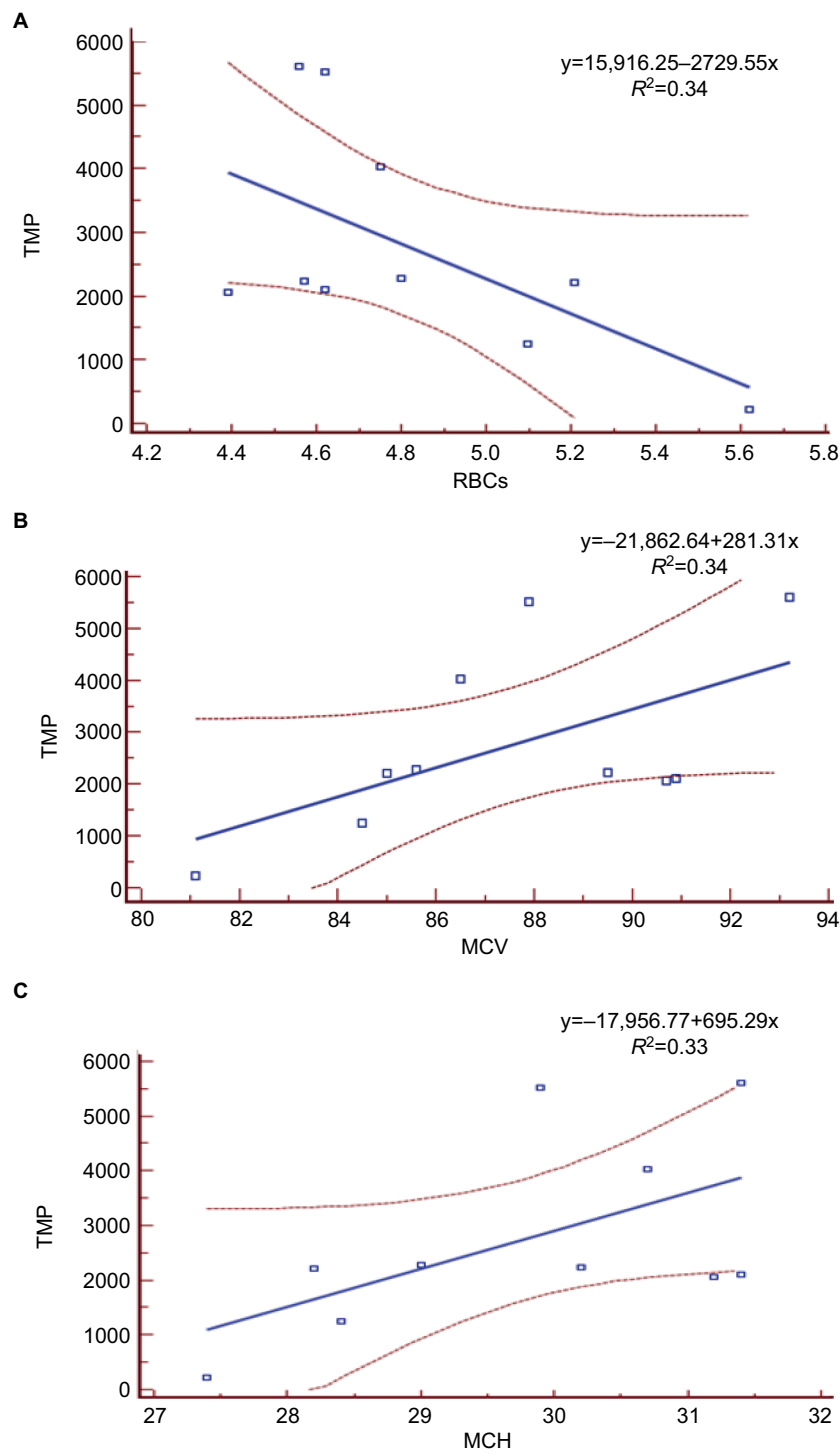 A
y=15,916.25–2729.55x
R²=0.34
6000
5000
4000
3000
2000
1000
0
TMP
4.2 4.4 4.6 4.8 5.0 5.2 5.4 5.6 5.8
RBCs
B
y=–21,862.64+281.31x
R²=0.34
6000
5000
4000
3000
2000
1000
0
TMP
80 82 84 86 88 90 92 94
MCV
C
y=–17,956.77+695.29x
R²=0.33
6000
5000
4000
3000
2000
1000
0
TMP
27 28 29 30 31 32
MCH